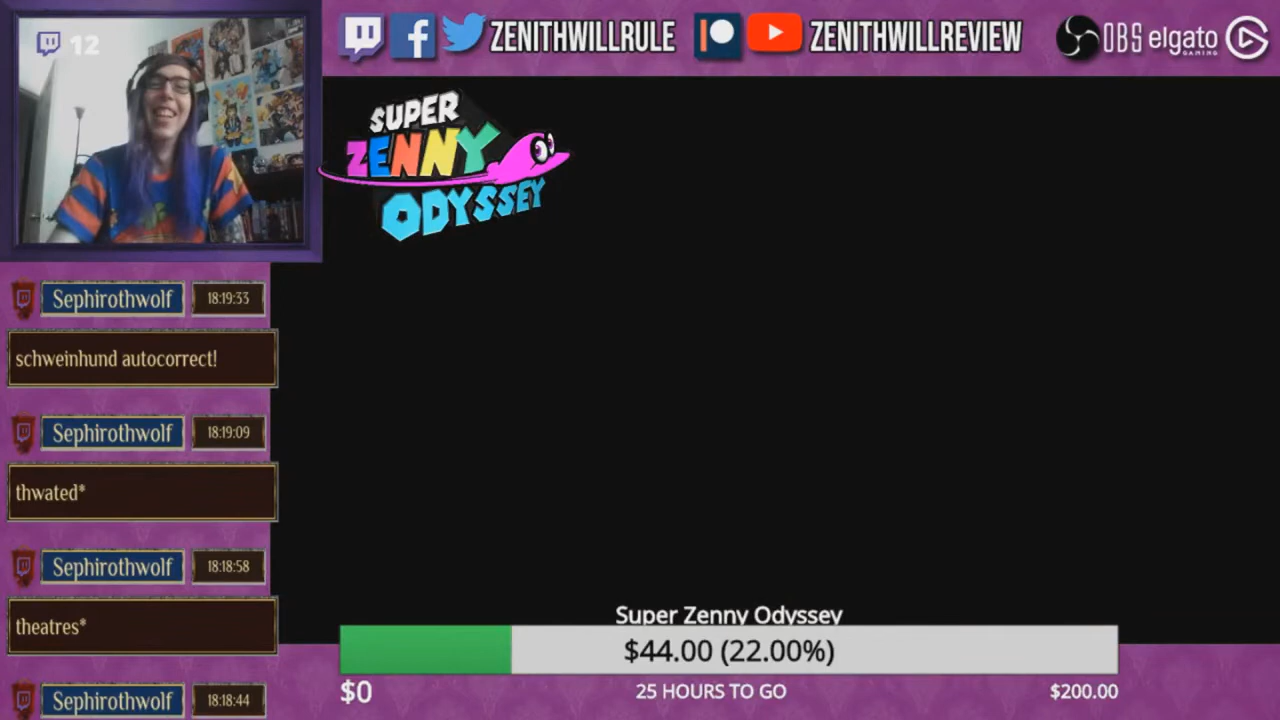 12
ZENITHWILLRULE
ZENITHWILLREVIEW
OBS elgato
GAMING
SUPER
ZENNY
ODYSSEY
Sephirothwolf 18:19:33
schweinhund autocorrect!
Sephirothwolf 18:19:09
thwated*
Sephirothwolf 18:18:58
theatres*
Sephirothwolf 18:18:44
Super Zenny Odyssey
$44.00 (22.00%)
$0 25 HOURS TO GO $200.00